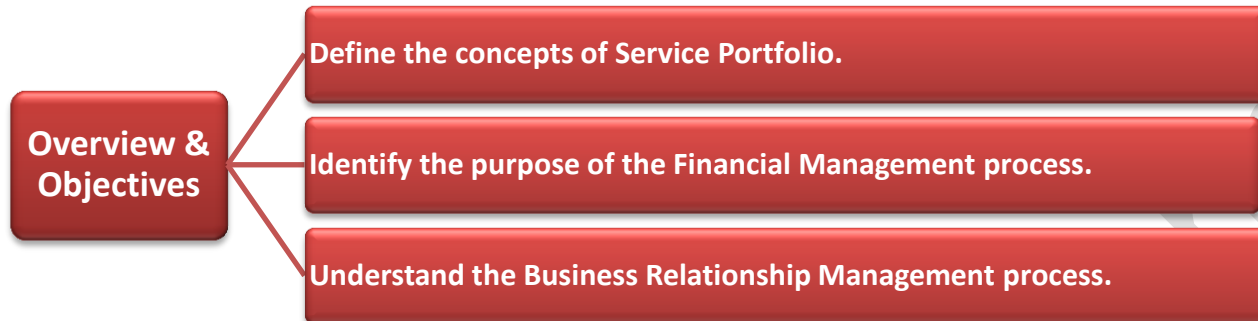 Define the concepts of Service Portfolio.
Overview &
Objectives
Identify the purpose of the Financial Management process.
Understand the Business Relationship Management process.